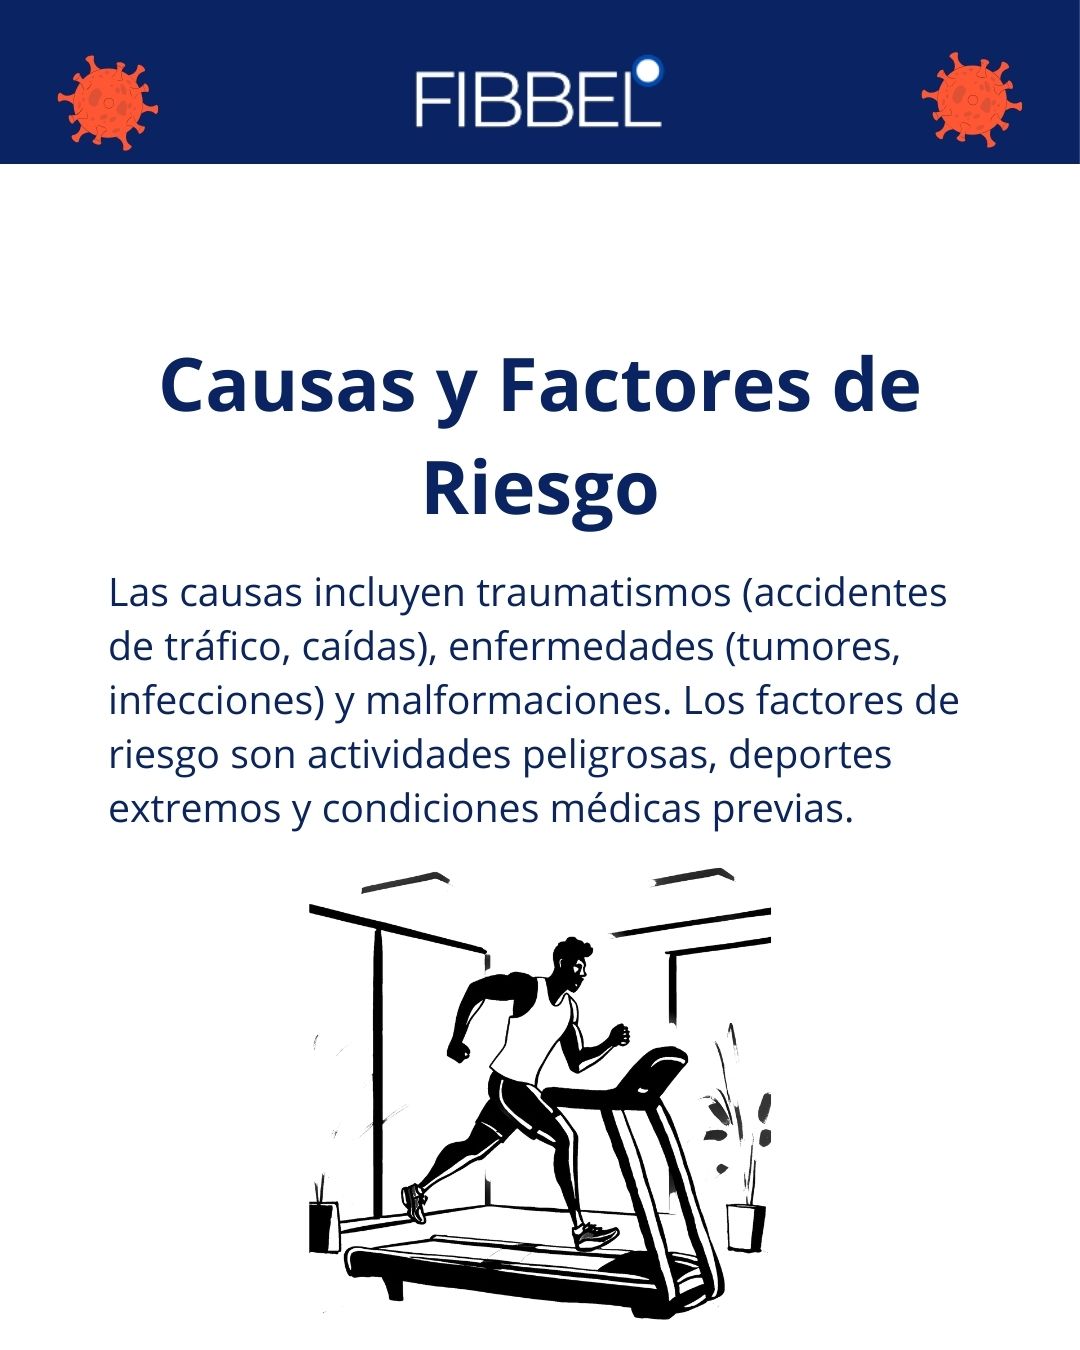 FIBBEL
Causas y Factores de
Riesgo
Las causas incluyen traumatismos (accidentes
de tráfico, caídas), enfermedades (tumores,
infecciones) y malformaciones. Los factores de
riesgo son actividades peligrosas, deportes
extremos y condiciones médicas previas.